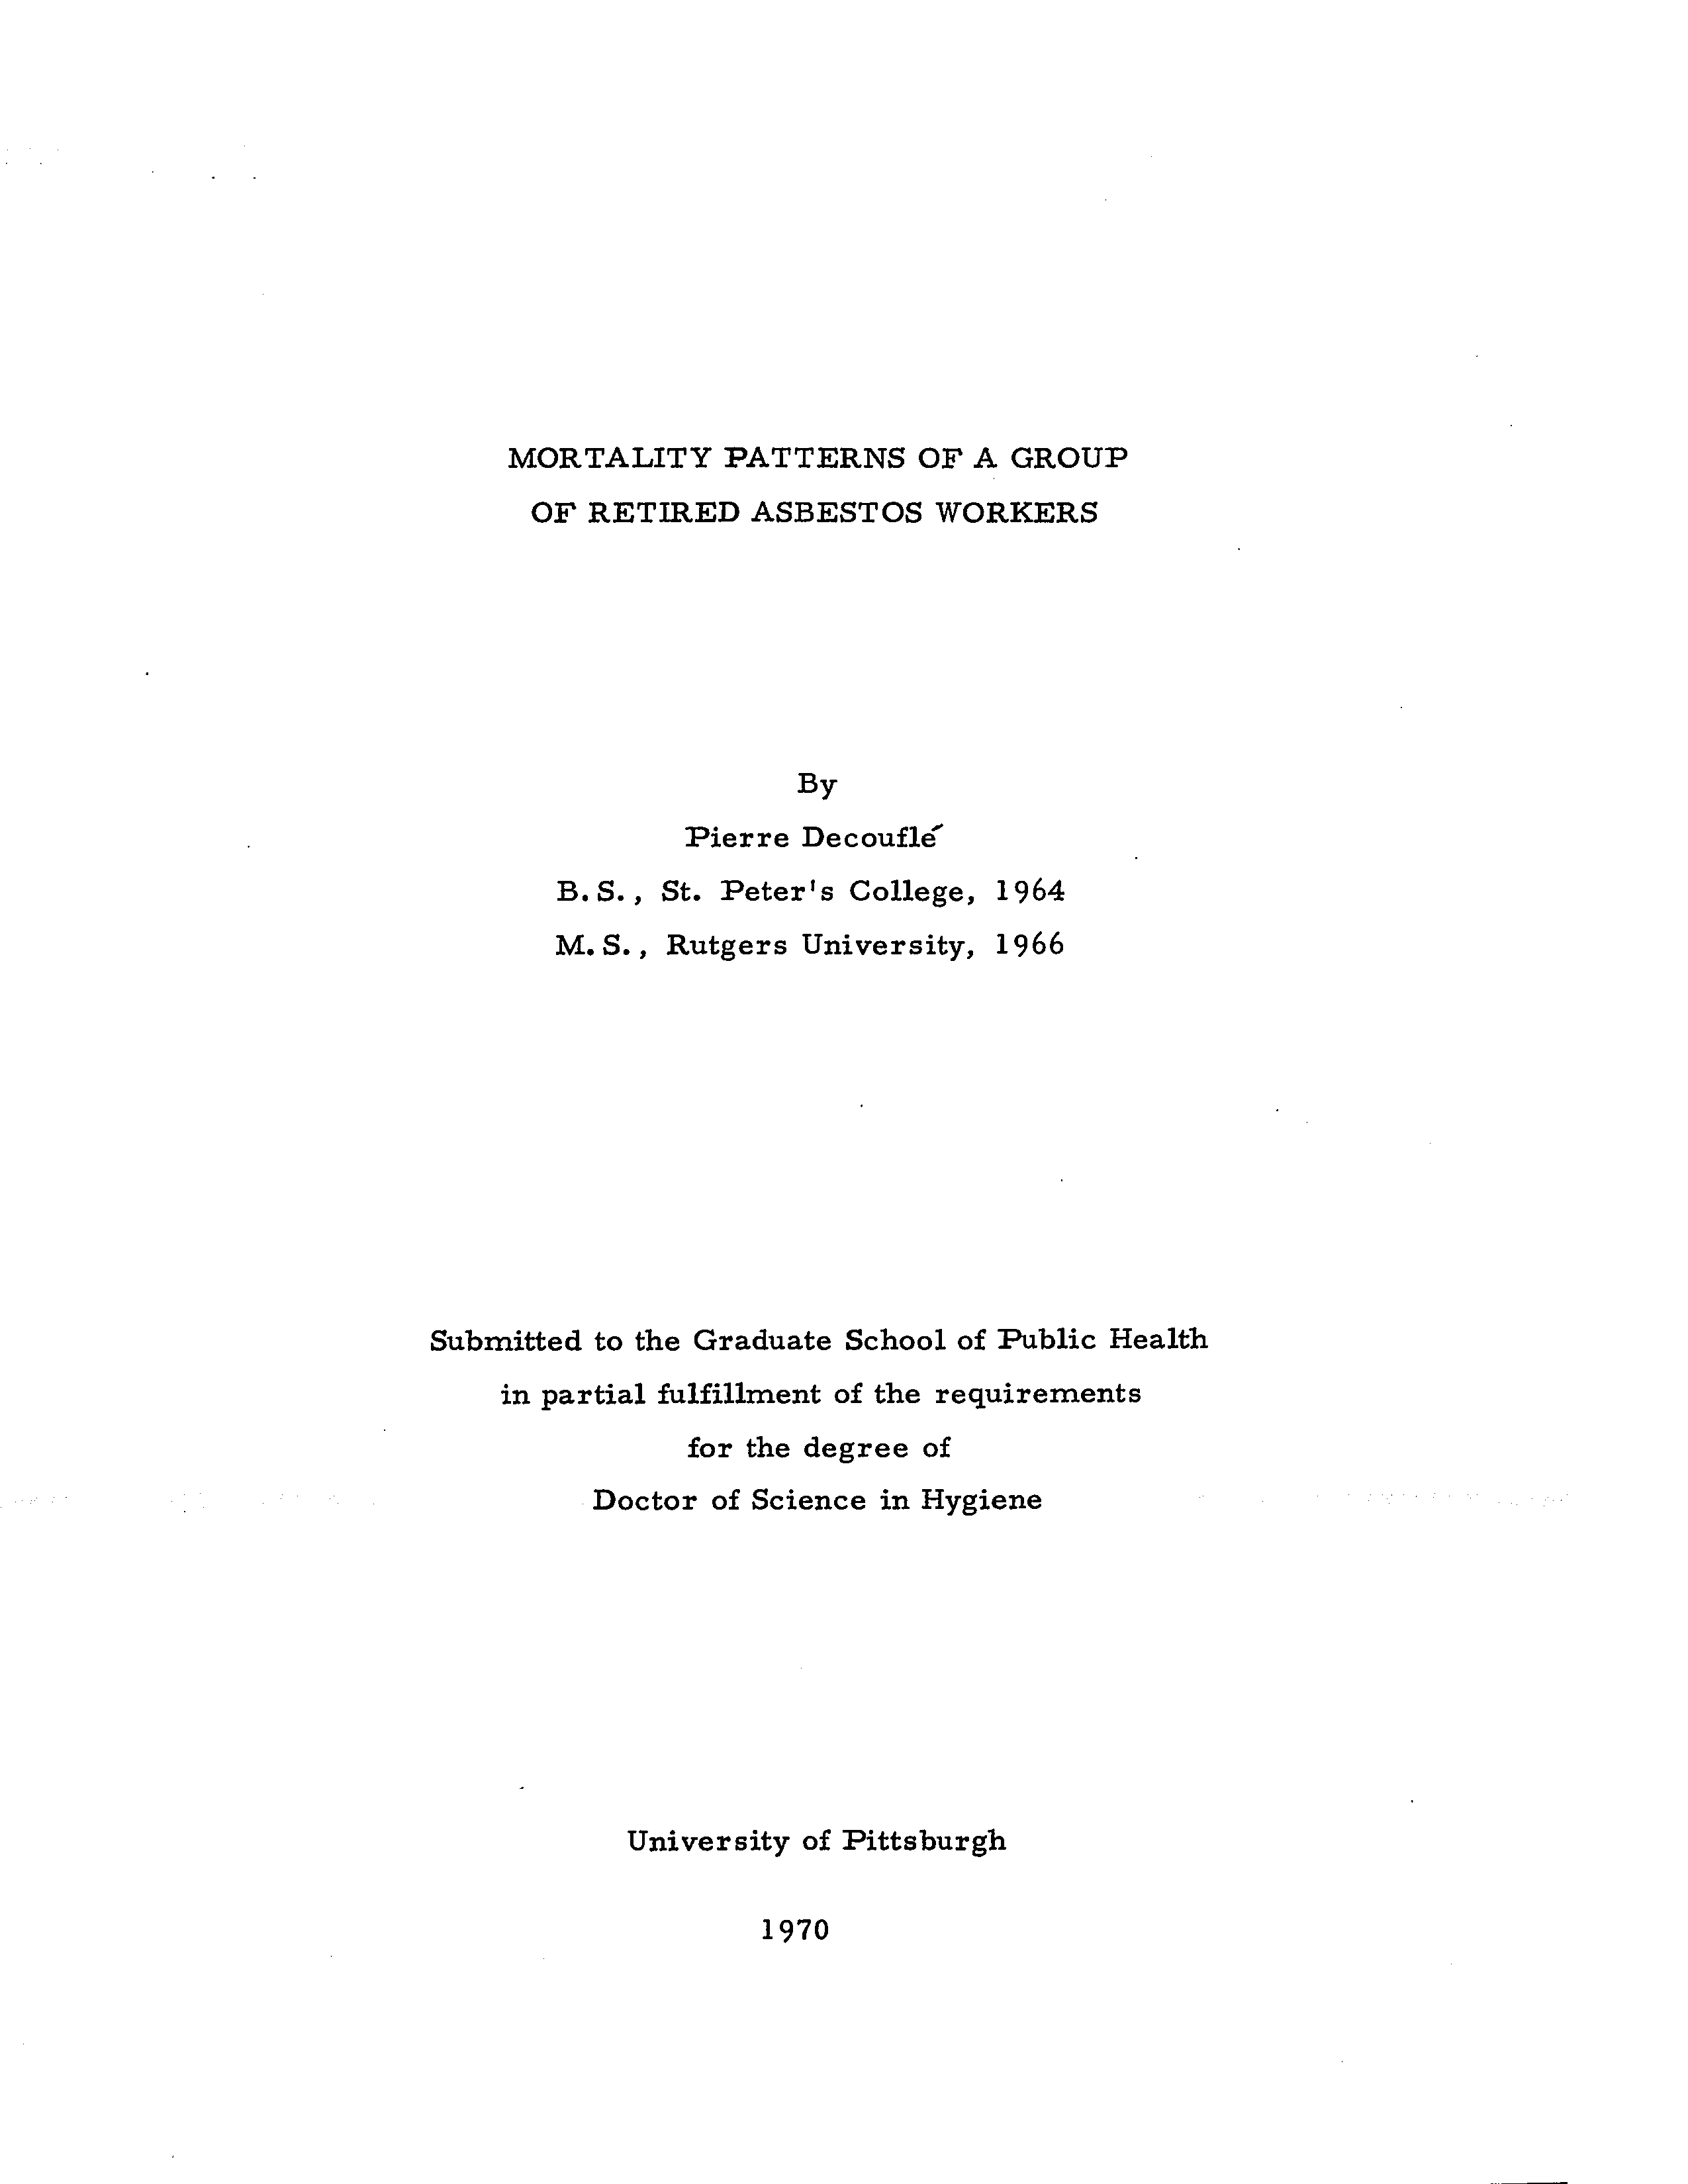 MORTALITY PATTERNS OF A GROUP
OF RETIRED ASBESTOS WORKERS
By
Pierre Decouflé
B.S., St. Peter's College, 1964
M.S., Rutgers University, 1966
Submitted to the Graduate School of Public Health
in partial fulfillment of the requirements
for the degree of
Doctor of Science in Hygiene
University of Pittsburgh
1970